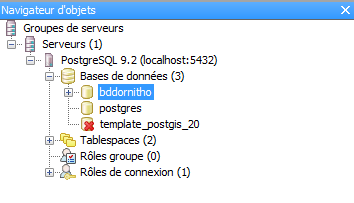 Navigateur d'objets
Groupes de serveurs
Serveurs (1)
PostgreSQL 9.2 (localhost:5432)
Bases de données (3)
bddornitho
postgres
template_postgis_20
Tablespaces (2)
Rôles groupe (0)
Rôles de connexion (1)